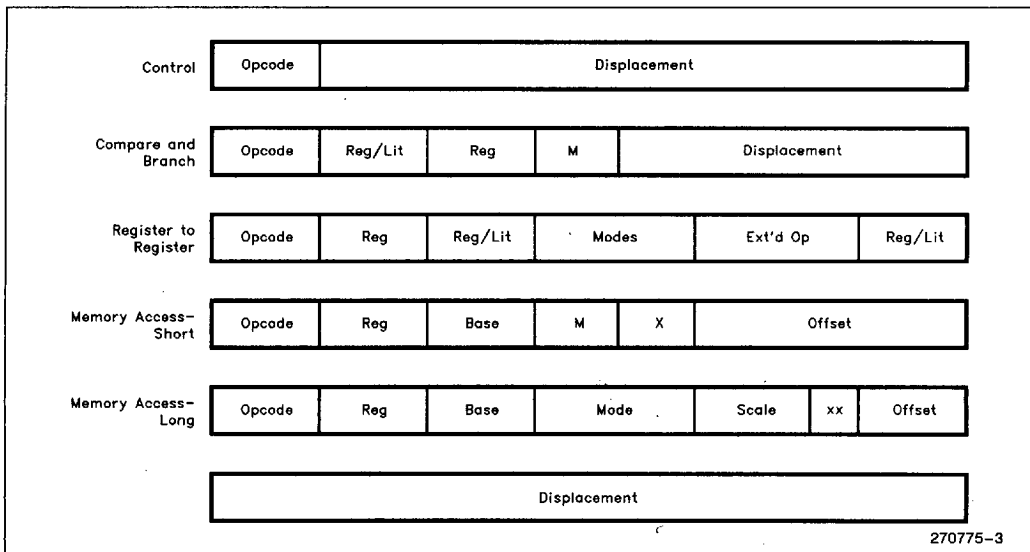 Control Opcode Displacement
Compare and
Branch Opcode Reg/Lit Reg M Displacement
Register to
Register Opcode Reg Reg/Lit Modes Ext'd Op Reg/Lit
Memory Access-
Short Opcode Reg Base M X Offset
Memory Access-
Long Opcode Reg Base Mode Scale xx Offset
Displacement
270775-3